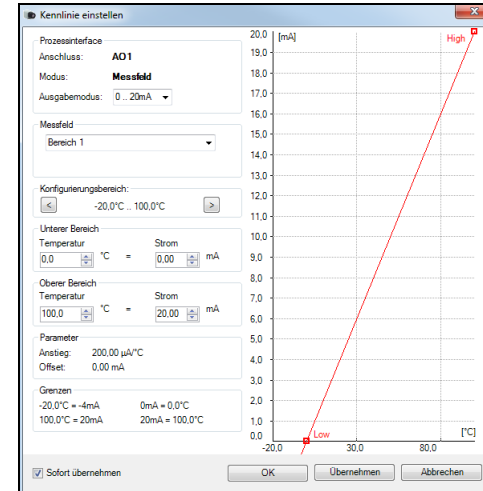 Kennlinie einstellen
Prozessinterface
Anschluss: AO1
Modus: Messfeld
Ausgabemodus: 0 .. 20mA
Messfeld
Bereich 1
Konfigurierungsbereich:
< -20,0°C .. 100,0°C >
Unterer Bereich
Temperatur Strom
0,0 °C = 0,00 mA
Oberer Bereich
Temperatur Strom
100,0 °C = 20,00 mA
Parameter
Anstieg: 200,00 µA/°C
Offset: 0,00 mA
Grenzen
-20,0°C = -4mA 0mA = 0,0°C
100,0°C = 20mA 20mA = 100,0°C
Sofort übernehmen
20,0 [mA] High
19,0
18,0
17,0
16,0
15,0
14,0
13,0
12,0
11,0
10,0
9,0
8,0
7,0
6,0
5,0
4,0
3,0
2,0
1,0
0,0 Low [°C]
-20,0 30,0 80,0
OK Übernehmen Abbrechen